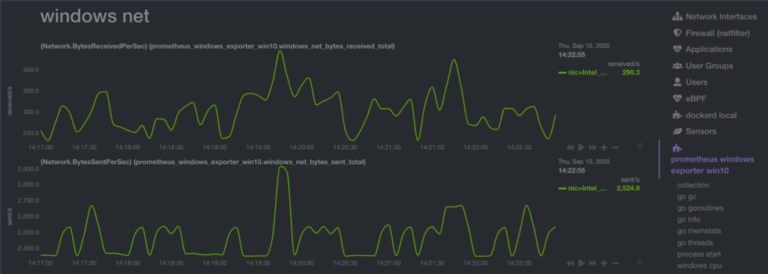 windows net
(Network.BytesReceivedPerSec) (prometheus_windows_exporter_win10.windows_net_bytes_received_total)
Thu, Sep 10, 2020
14:22:55
received/s
nic=Intel_... 290.3
received/s
400.0
350.0
300.0
250.0
14:17:00 14:17:30 14:18:00 14:18:30 14:19:00 14:19:30 14:20:00 14:20:30 14:21:00 14:21:30 14:22:00 14:22:30
(Network.BytesSentPerSec) (prometheus_windows_exporter_win10.windows_net_bytes_sent_total)
Thu, Sep 10, 2020
14:22:55
sent/s
nic=Intel_... 2,524.9
sent/s
2,900.0
2,800.0
2,700.0
2,600.0
2,500.0
2,400.0
14:17:00 14:17:30 14:18:00 14:18:30 14:19:00 14:19:30 14:20:00 14:20:30 14:21:00 14:21:30 14:22:00 14:22:30
Network Interfaces
Firewall (netfilter)
Applications
User Groups
Users
eBPF
dockerd local
Sensors
prometheus windows
exporter win10
collection
go gc
go goroutines
go info
go memstats
go threads
process start
windows cpu